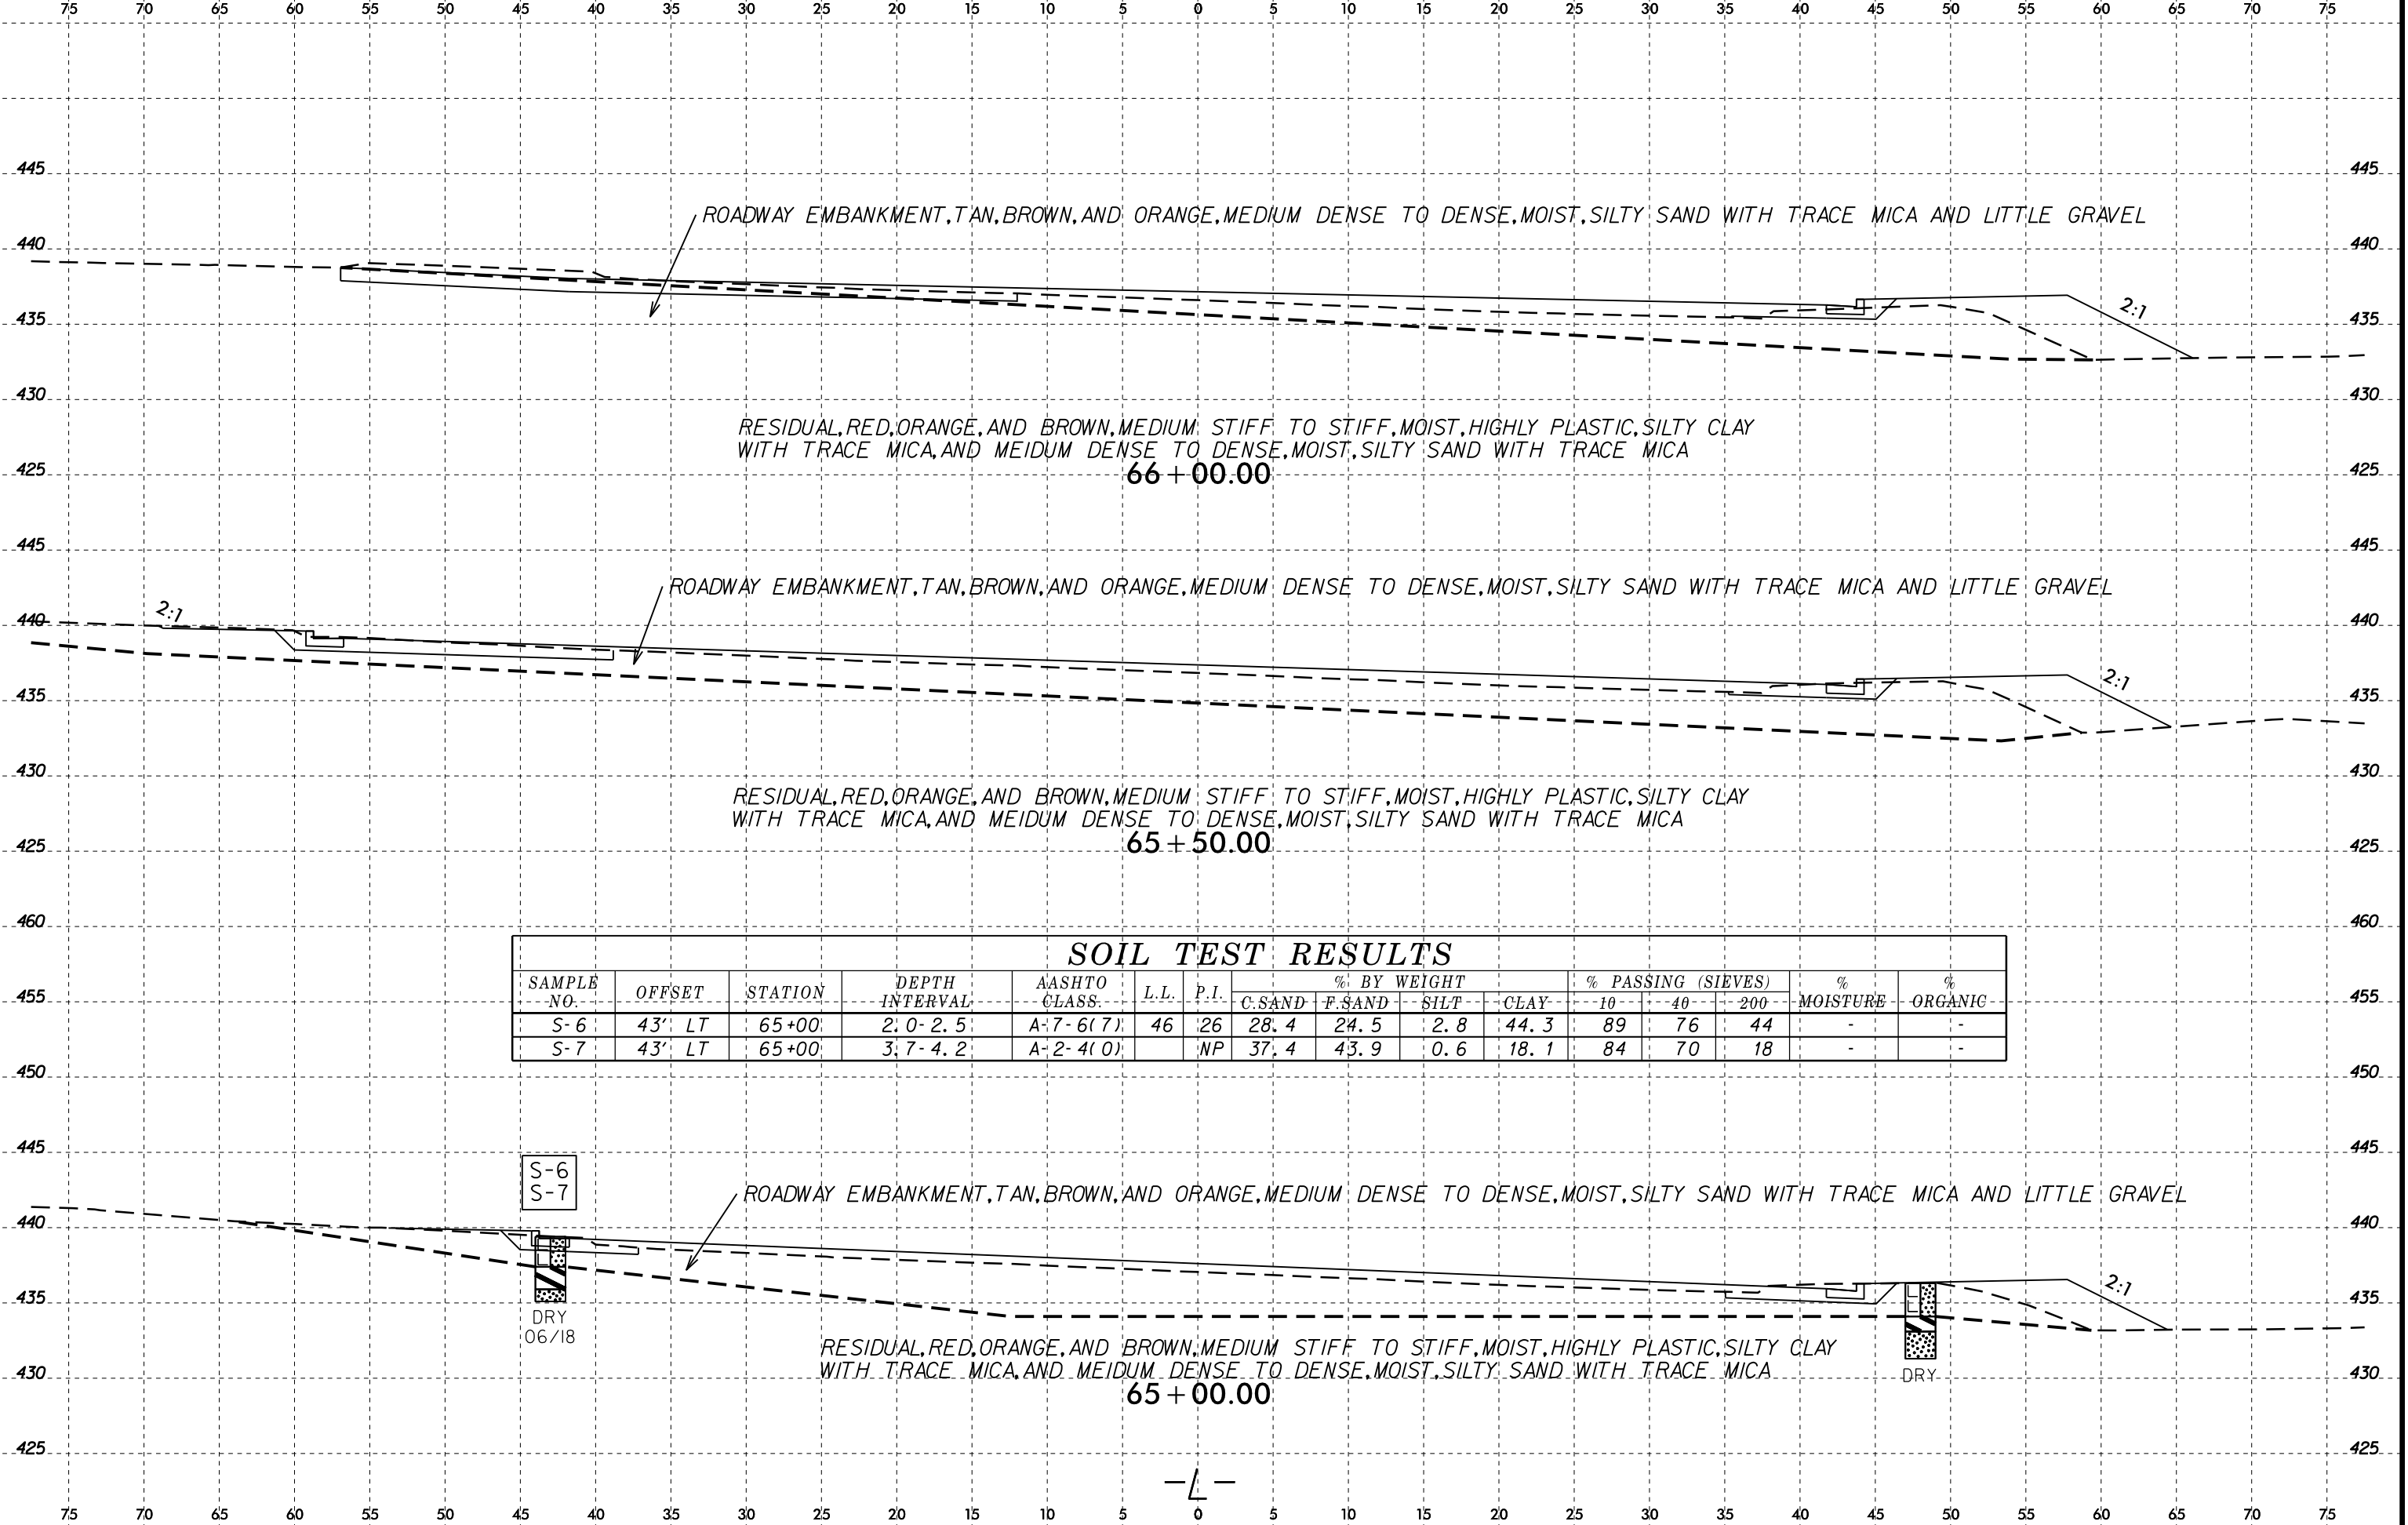 75 70 65 60 55 50 45 40 35 30 25 20 15 10 5 0 5 10 15 20 25 30 35 40 45 50 55 60 65 70 75
445 445
ROADWAY EMBANKMENT, TAN, BROWN, AND ORANGE, MEDIUM DENSE TO DENSE, MOIST, SILTY SAND WITH TRACE MICA AND LITTLE GRAVEL
440 440
2:1
435 435
430 430
RESIDUAL, RED, ORANGE, AND BROWN, MEDIUM STIFF TO STIFF, MOIST, HIGHLY PLASTIC, SILTY CLAY
WITH TRACE MICA, AND MEIDUM DENSE TO DENSE, MOIST, SILTY SAND WITH TRACE MICA
425 66+00.00 425
445 445
ROADWAY EMBANKMENT, TAN, BROWN, AND ORANGE, MEDIUM DENSE TO DENSE, MOIST, SILTY SAND WITH TRACE MICA AND LITTLE GRAVEL
2:1
440 440
2:1
435 435
430 430
RESIDUAL, RED, ORANGE, AND BROWN, MEDIUM STIFF TO STIFF, MOIST, HIGHLY PLASTIC, SILTY CLAY
WITH TRACE MICA, AND MEIDUM DENSE TO DENSE, MOIST, SILTY SAND WITH TRACE MICA
425 65+50.00 425
460 460
SOIL TEST RESULTS
SAMPLE NO. OFFSET STATION DEPTH INTERVAL AASHTO CLASS. L.L. P.I. % BY WEIGHT % PASSING (SIEVES) % MOISTURE % ORGANIC
455 C.SAND F.SAND SILT CLAY 10 40 200 455
S-6 43' LT 65+00 2.0-2.5 A-7-6(7) 46 26 28.4 24.5 2.8 44.3 89 76 44 - -
S-7 43' LT 65+00 3.7-4.2 A-2-4(0) NP 37.4 43.9 0.6 18.1 84 70 18 - -
450 450
445 445
S-6
S-7
ROADWAY EMBANKMENT, TAN, BROWN, AND ORANGE, MEDIUM DENSE TO DENSE, MOIST, SILTY SAND WITH TRACE MICA AND LITTLE GRAVEL
440 440
2:1
435 435
DRY
06/18
RESIDUAL, RED, ORANGE, AND BROWN, MEDIUM STIFF TO STIFF, MOIST, HIGHLY PLASTIC, SILTY CLAY
WITH TRACE MICA, AND MEIDUM DENSE TO DENSE, MOIST, SILTY SAND WITH TRACE MICA
430 DRY 430
65+00.00
425 425
-L-
75 70 65 60 55 50 45 40 35 30 25 20 15 10 5 0 5 10 15 20 25 30 35 40 45 50 55 60 65 70 75